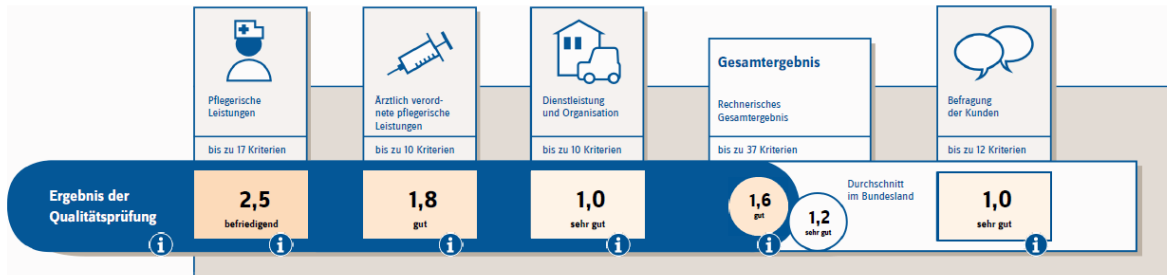 Pflegerische
Leistungen
bis zu 17 Kriterien
Ärztlich verord-
nete pflegerische
Leistungen
bis zu 10 Kriterien
Dienstleistung
und Organisation
bis zu 10 Kriterien
Gesamtergebnis
Rechnerisches
Gesamtergebnis
bis zu 37 Kriterien
Befragung
der Kunden
bis zu 12 Kriterien
Ergebnis der
Qualitätsprüfung
i
2,5
befriedigend
i
1,8
gut
i
1,0
sehr gut
i
1,6
gut
i
1,2
sehr gut
Durchschnitt
im Bundesland
1,0
sehr gut
i